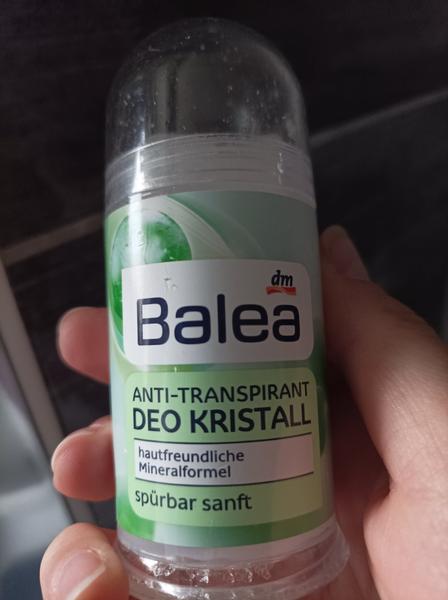 dm
Balea
ANTI-TRANSPIRANT
DEO KRISTALL
hautfreundliche
Mineralformel
spürbar sanft